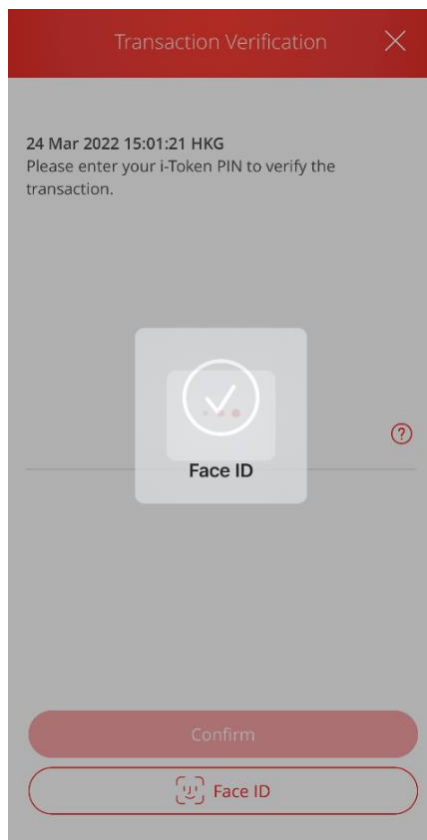 Transaction Verification
24 Mar 2022 15:01:21 HKG
Please enter your i-Token PIN to verify the
transaction.
?
Face ID
Confirm
Face ID